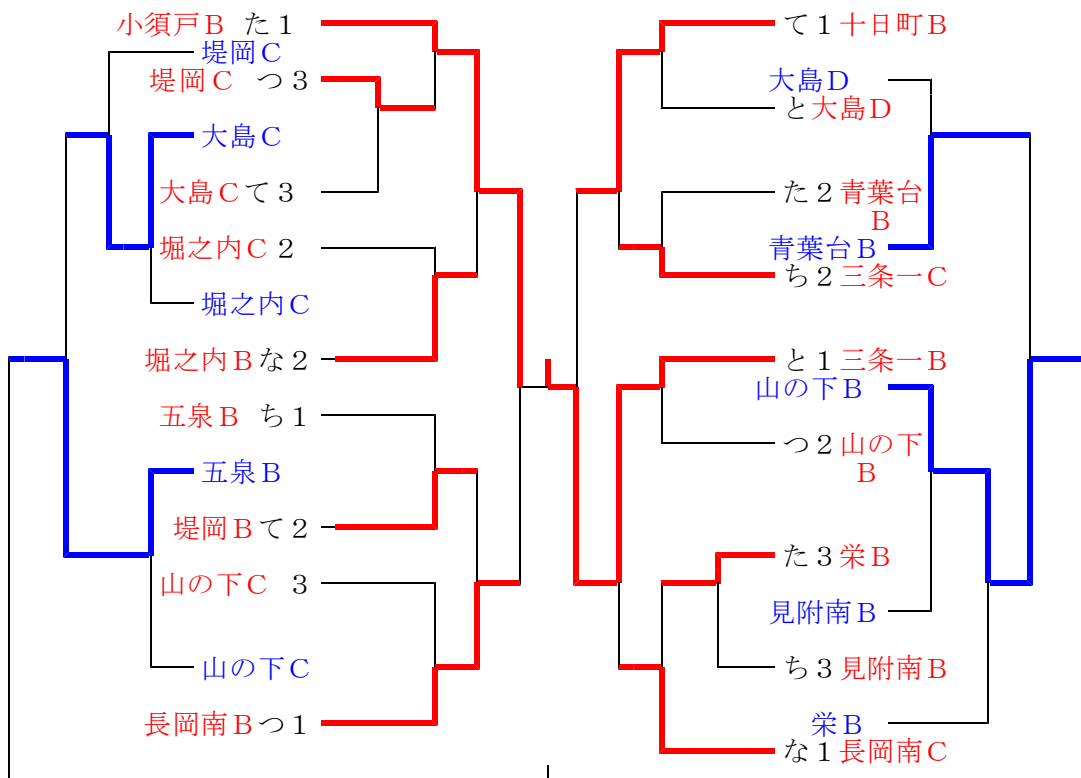 小須戸B た1
堤岡C
堤岡C つ3
大島C
大島Cて3
堀之内C 2
堀之内C
堀之内Bな2
五泉B ち1
五泉B
堤岡Bて2
山の下C 3
山の下C
長岡南Bつ1
て1十日町B
大島D
と大島D
た2青葉台
B
青葉台B
ち2三条一C
と1三条一B
山の下B
つ2山の下
B
た3栄B
見附南B
ち3見附南B
栄B
な1長岡南C